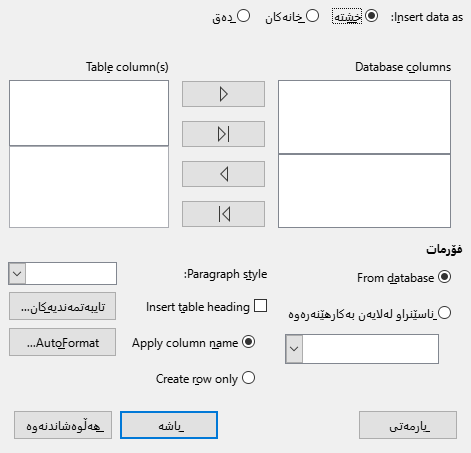 Insert data as: خشتە خانەکان دەق
Database columns Table column(s)
فۆرمات
From database Paragraph style:
ناسێنراو لەلایەن بەکارهێنەرەوە Insert table heading تایبەتمەندیەکان...
Apply column name AutoFormat...
Create row only
یارمەتی باشە هەڵوەشاندنەوە